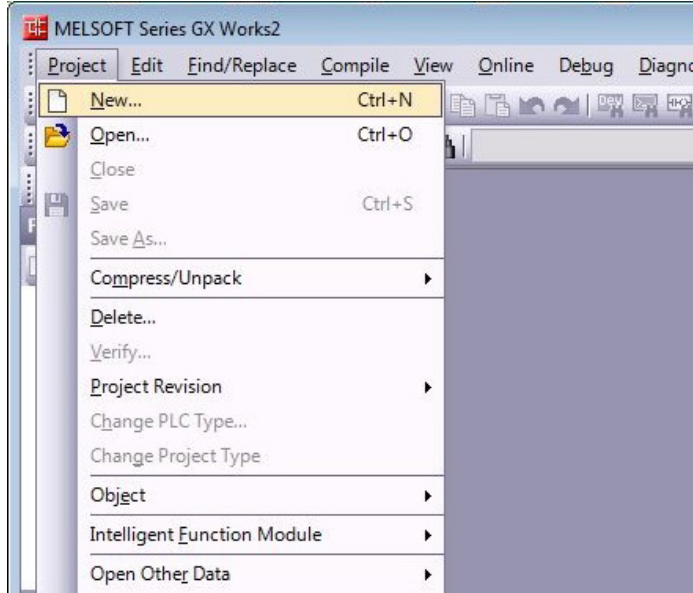 MELSOFT Series GX Works2
Project Edit Find/Replace Compile View Online Debug Diagno
New... Ctrl+N
Open... Ctrl+O
Close
Save Ctrl+S
Save As...
Compress/Unpack
Delete...
Verify...
Project Revision
Change PLC Type...
Change Project Type
Object
Intelligent Function Module
Open Other Data